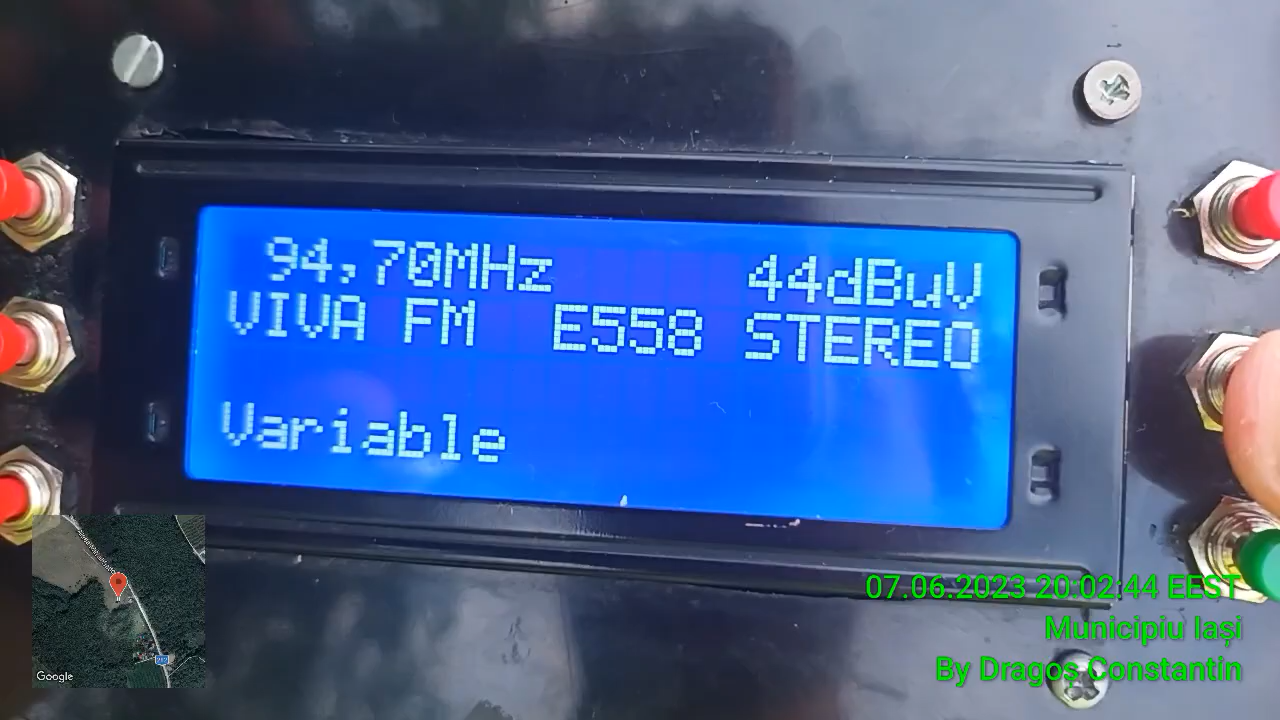 94,70MHz 44dBuV
VIVA FM E558 STEREO
Variable
Google
07.06.2023 20:02:44 EEST
Municipiu Iași
By Dragoș Constantin